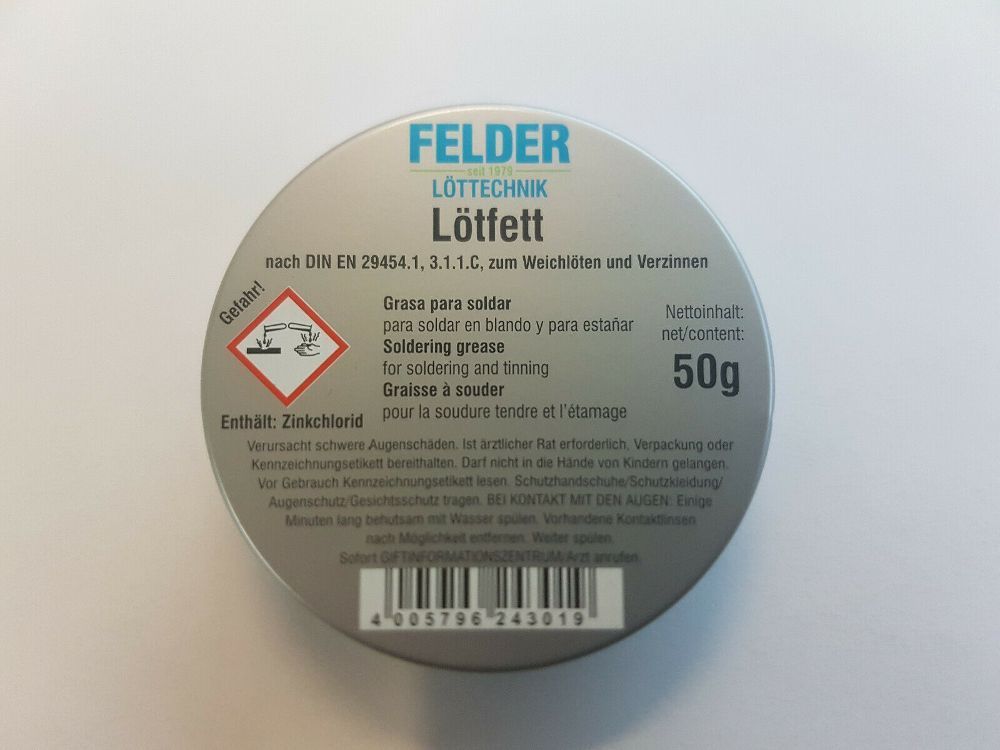 FELDER
seit 1979
LÖTTECHNIK
Lötfett
nach DIN EN 29454.1, 3.1.1.C, zum Weichlöten und Verzinnen
Gefahr!
Enthält: Zinkchlorid
Grasa para soldar
para soldar en blando y para estañar
Soldering grease
for soldering and tinning
Graisse à souder
pour la soudure tendre et l'étamage
Nettoinhalt:
net/content:
50g
Verursacht schwere Augenschäden. Ist ärztlicher Rat erforderlich, Verpackung oder
Kennzeichnungsetikett bereithalten. Darf nicht in die Hände von Kindern gelangen.
Vor Gebrauch Kennzeichnungsetikett lesen. Schutzhandschuhe/Schutzkleidung/
Augenschutz/Gesichtsschutz tragen. BEI KONTAKT MIT DEN AUGEN: Einige
Minuten lang behutsam mit Wasser spülen. Vorhandene Kontaktlinsen
nach Möglichkeit entfernen. Weiter spülen.
Sofort GIFTINFORMATIONSZENTRUM/Arzt anrufen.
4 005796 243019